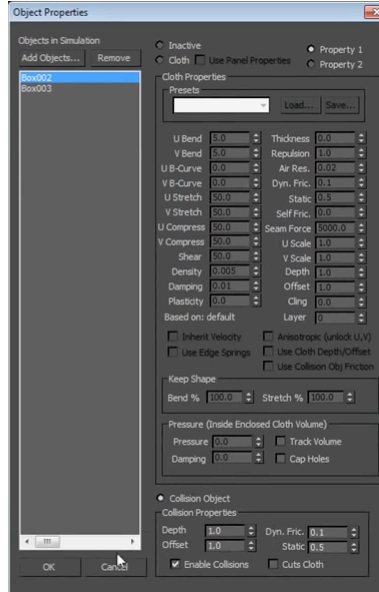 Object Properties
Objects in Simulation
Add Objects... Remove
Box002
Box003
OK Cancel
Inactive
Cloth Use Panel Properties
Property 1
Property 2
Cloth Properties
Presets
Load... Save...
U Bend 5.0 Thickness 0.0
V Bend 5.0 Repulsion 1.0
U B-Curve 0.0 Air Res. 0.02
V B-Curve 0.0 Dyn. Fric. 0.1
U Stretch 50.0 Static 0.5
V Stretch 50.0 Self Fric. 0.0
U Compress 50.0 Seam Force 5000.0
V Compress 50.0 U Scale 1.0
Shear 50.0 V Scale 1.0
Density 0.005 Depth 1.0
Damping 0.01 Offset 1.0
Plasticity 0.0 Cling 0.0
Based on: default Layer 0
Inherit Velocity Anisotropic (unlock U,V)
Use Edge Springs Use Cloth Depth/Offset
Use Collision Obj Friction
Keep Shape
Bend % 100.0 Stretch % 100.0
Pressure (Inside Enclosed Cloth Volume)
Pressure 0.0 Track Volume
Damping 0.0 Cap Holes
Collision Object
Collision Properties
Depth 1.0 Dyn. Fric. 0.1
Offset 1.0 Static 0.5
Enable Collisions Cuts Cloth